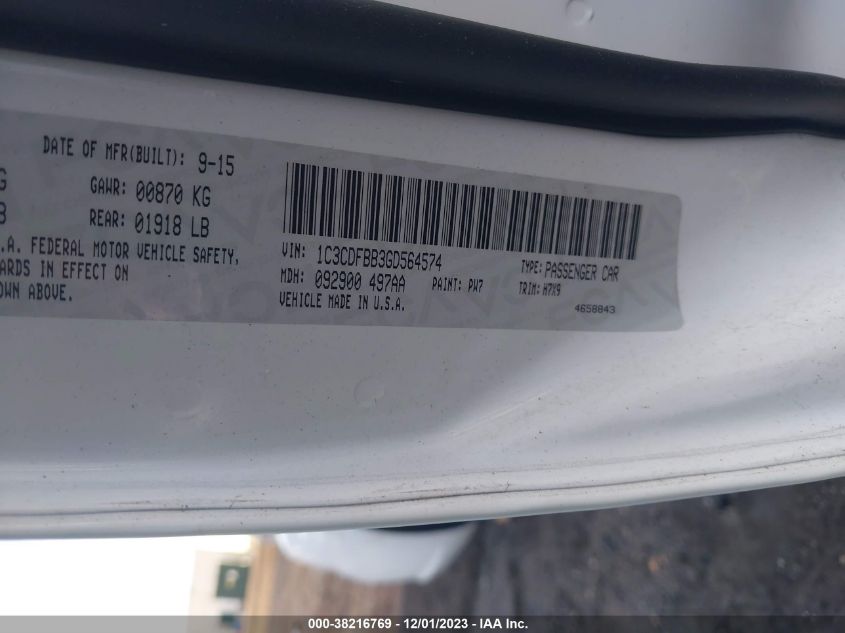 DATE OF MFR(BUILT): 9-15
G GAWR: 00870 KG
B REAR: 01918 LB
.A. FEDERAL MOTOR VEHICLE SAFETY,
ARDS IN EFFECT ON
OWN ABOVE.
VIN: 1C3CDFBB3GD564574 TYPE: PASSENGER CAR
MDH: 092900 497AA PAINT: PW7 TRIM: H7X9
VEHICLE MADE IN U.S.A. 4658843
000-38216769 - 12/01/2023 - IAA Inc.